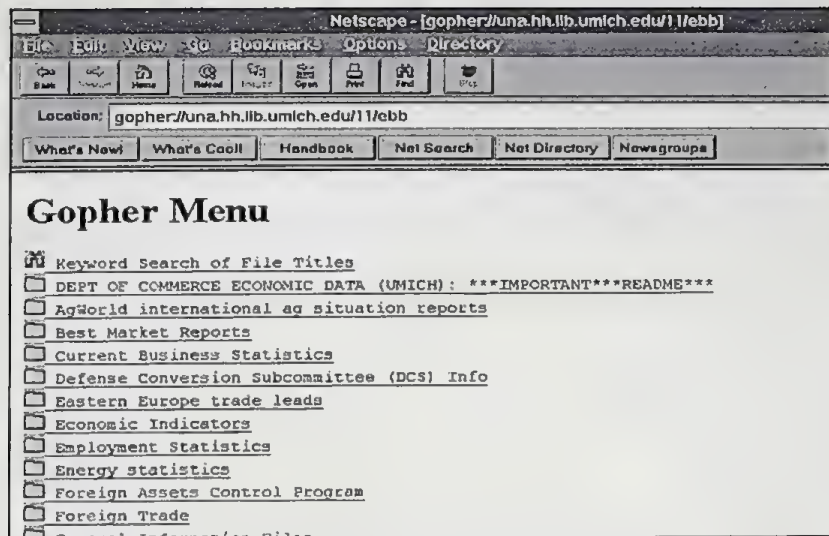 Netscape - [gopher://una.hh.lib.umich.edu/11/ebb]
File Edit View Go Bookmarks Options Directory
Back Home Reload Open Print Find Stop
Location: gopher://una.hh.lib.umich.edu/11/ebb
What's New! What's Cool! Handbook Net Search Net Directory Newsgroups
Gopher Menu
Keyword Search of File Titles
DEPT OF COMMERCE ECONOMIC DATA (UMICH): ***IMPORTANT***README***
AgWorld international ag situation reports
Best Market Reports
Current Business Statistics
Defense Conversion Subcommittee (DCS) Info
Eastern Europe trade leads
Economic Indicators
Employment Statistics
Energy statistics
Foreign Assets Control Program
Foreign Trade
General Information Files